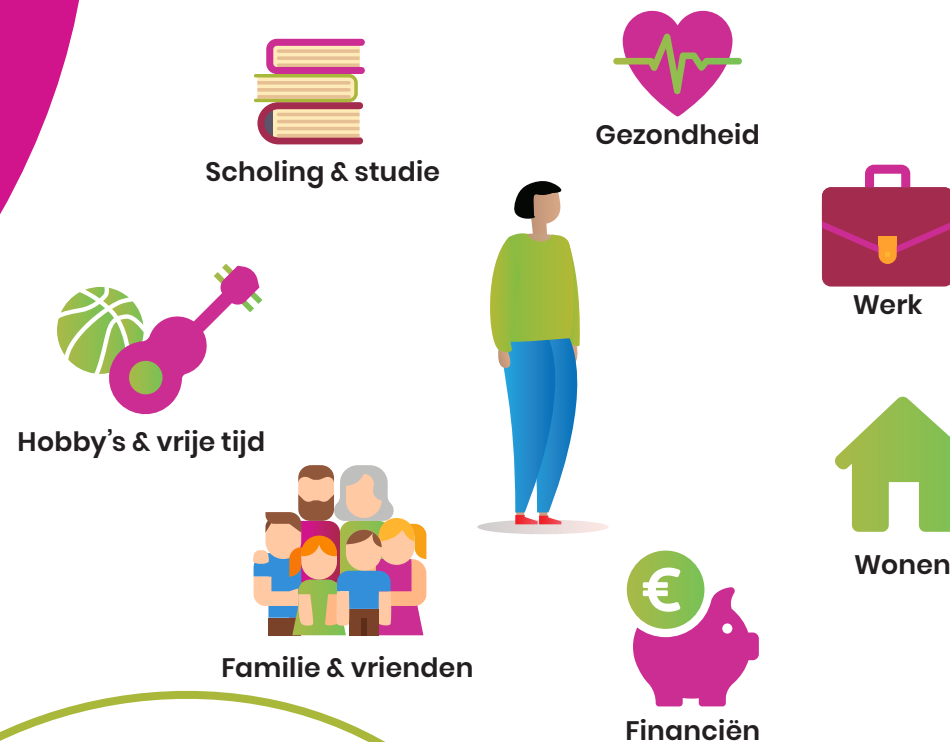 Gezondheid
Scholing & studie
Werk
Hobby’s & vrije tijd
Wonen
Familie & vrienden
Financiën
€